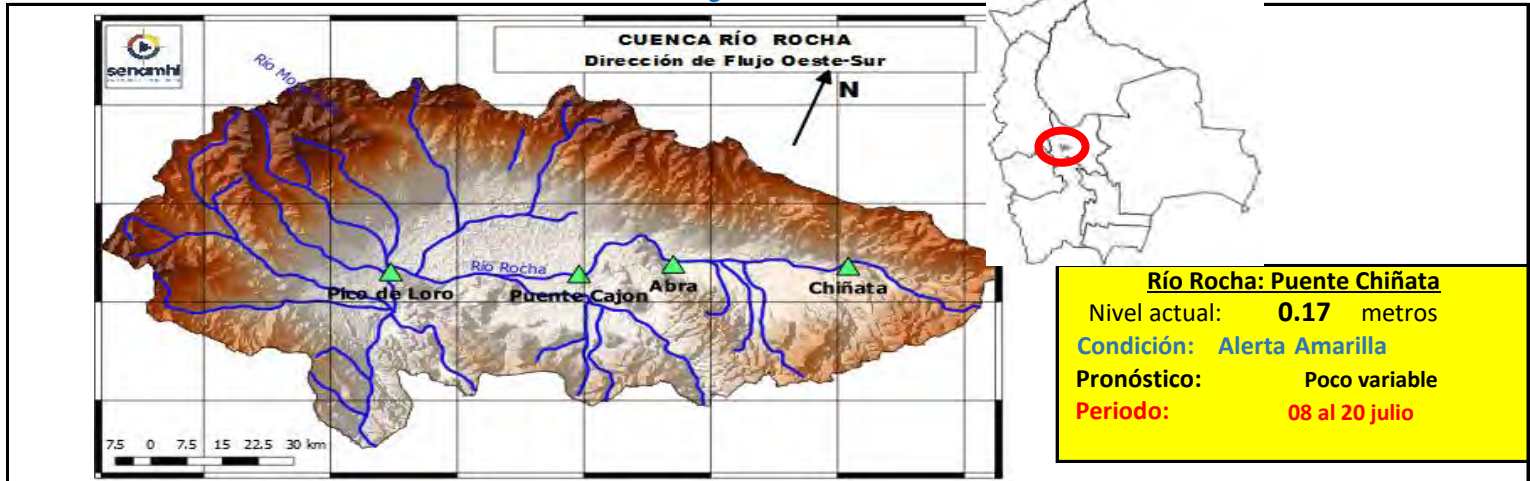 senamhi
CUENCA RÍO ROCHA
Dirección de Flujo Oeste-Sur
N
Río
Río Rocha
Pico de Loro
Puente Cajon
Abra
Chiñata
7.5 0 7.5 15 22.5 30 km
Río Rocha: Puente Chiñata
Nivel actual: 0.17 metros
Condición: Alerta Amarilla
Pronóstico: Poco variable
Periodo: 08 al 20 julio